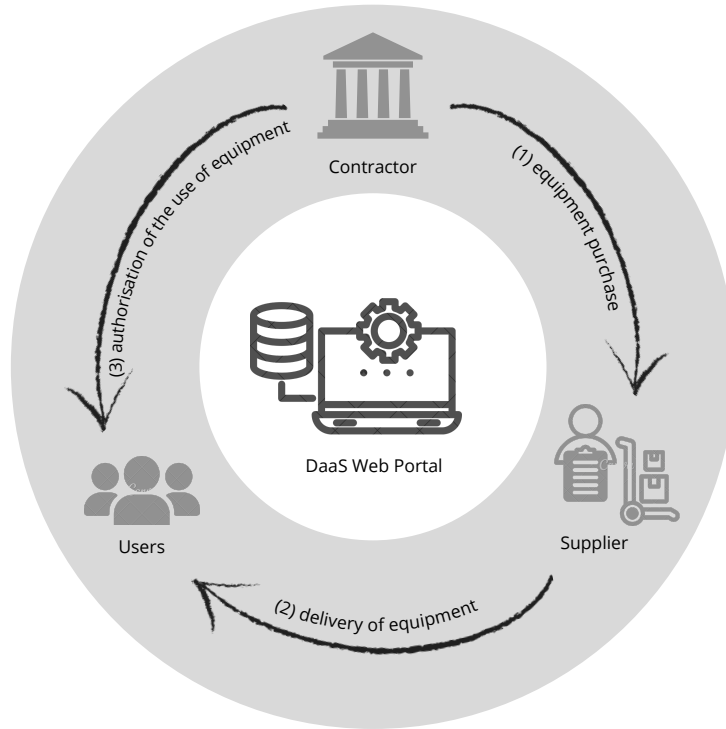 Contractor
(1) equipment purchase
(3) authorisation of the use of equipment
DaaS Web Portal
Supplier
Users
(2) delivery of equipment